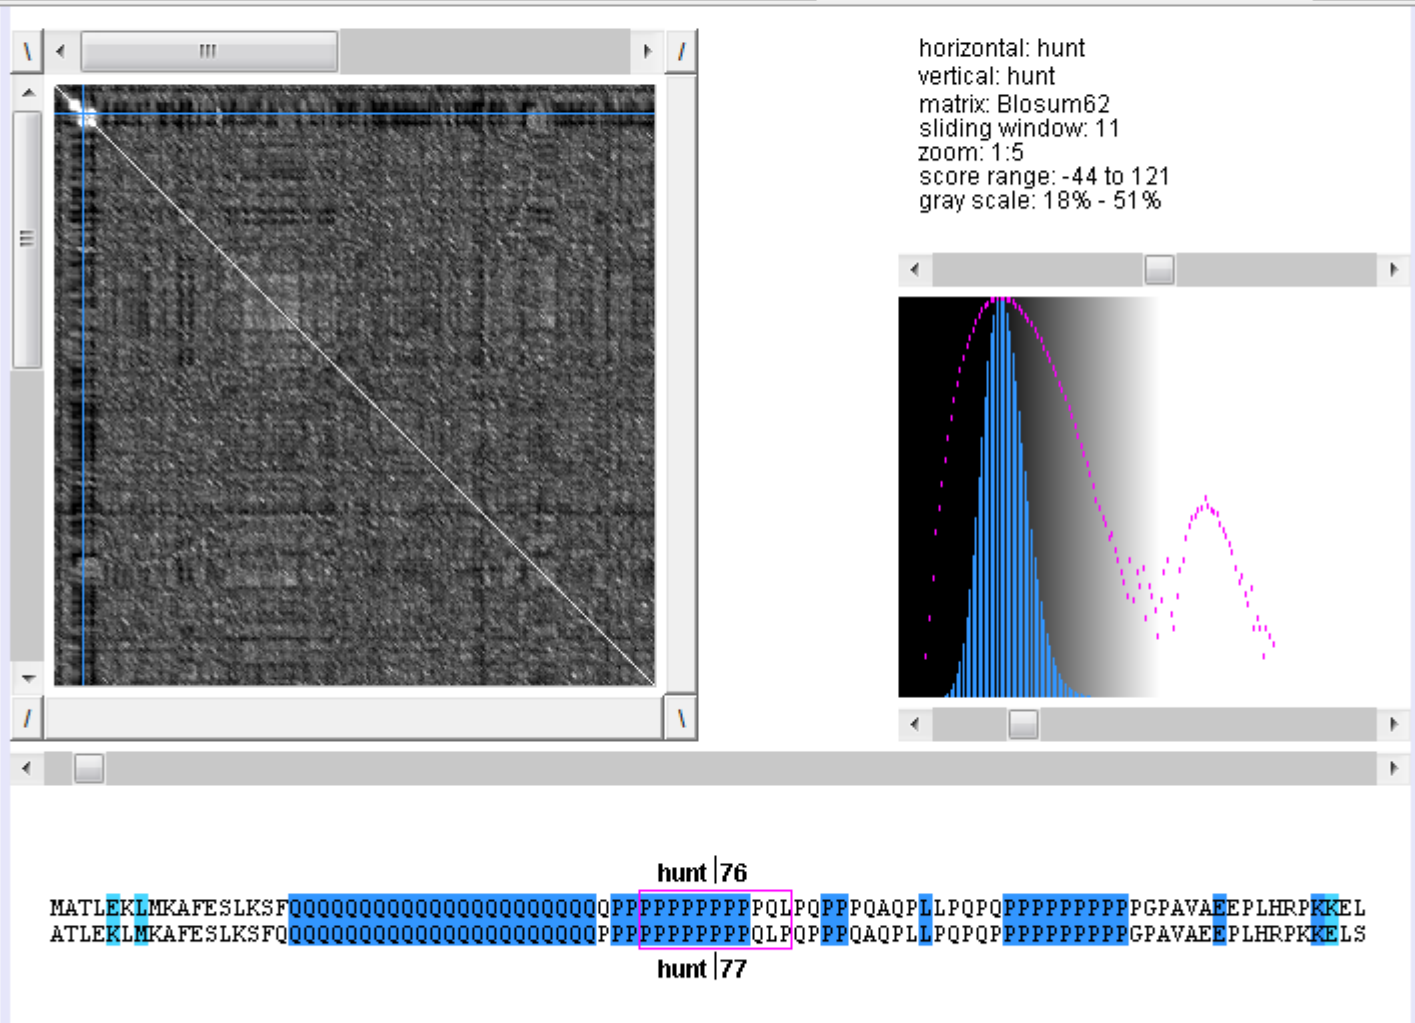 horizontal: hunt
vertical: hunt
matrix: Blosum62
sliding window: 11
zoom: 1:5
score range: -44 to 121
gray scale: 18% - 51%
hunt |76
MATLEKLMKAFESLKSFQQQQQQQQQQQQQQQQQQQQQQQPPPPPPPPPPPQLPQPPPQAQPLLPQPQPPPPPPPPPPGPAVAEEPLHRPKKEL
ATLEKLMKAFESLKSFQQQQQQQQQQQQQQQQQQQQQQQPPPPPPPPPPPQLPQPPPQAQPLLPQPQPPPPPPPPPPGPAVAEEPLHRPKKELS
hunt |77